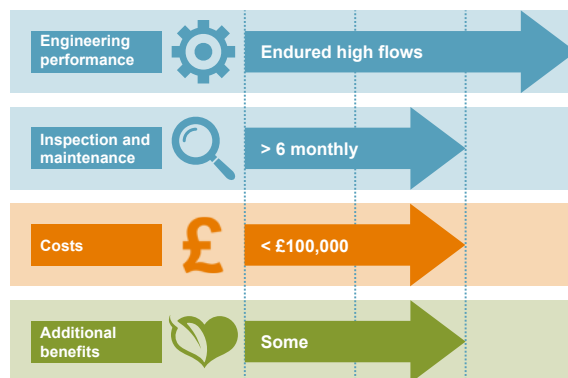 Engineering
performance
Endured high flows
Inspection and
maintenance
> 6 monthly
Costs
£
< £100,000
Additional
benefits
Some